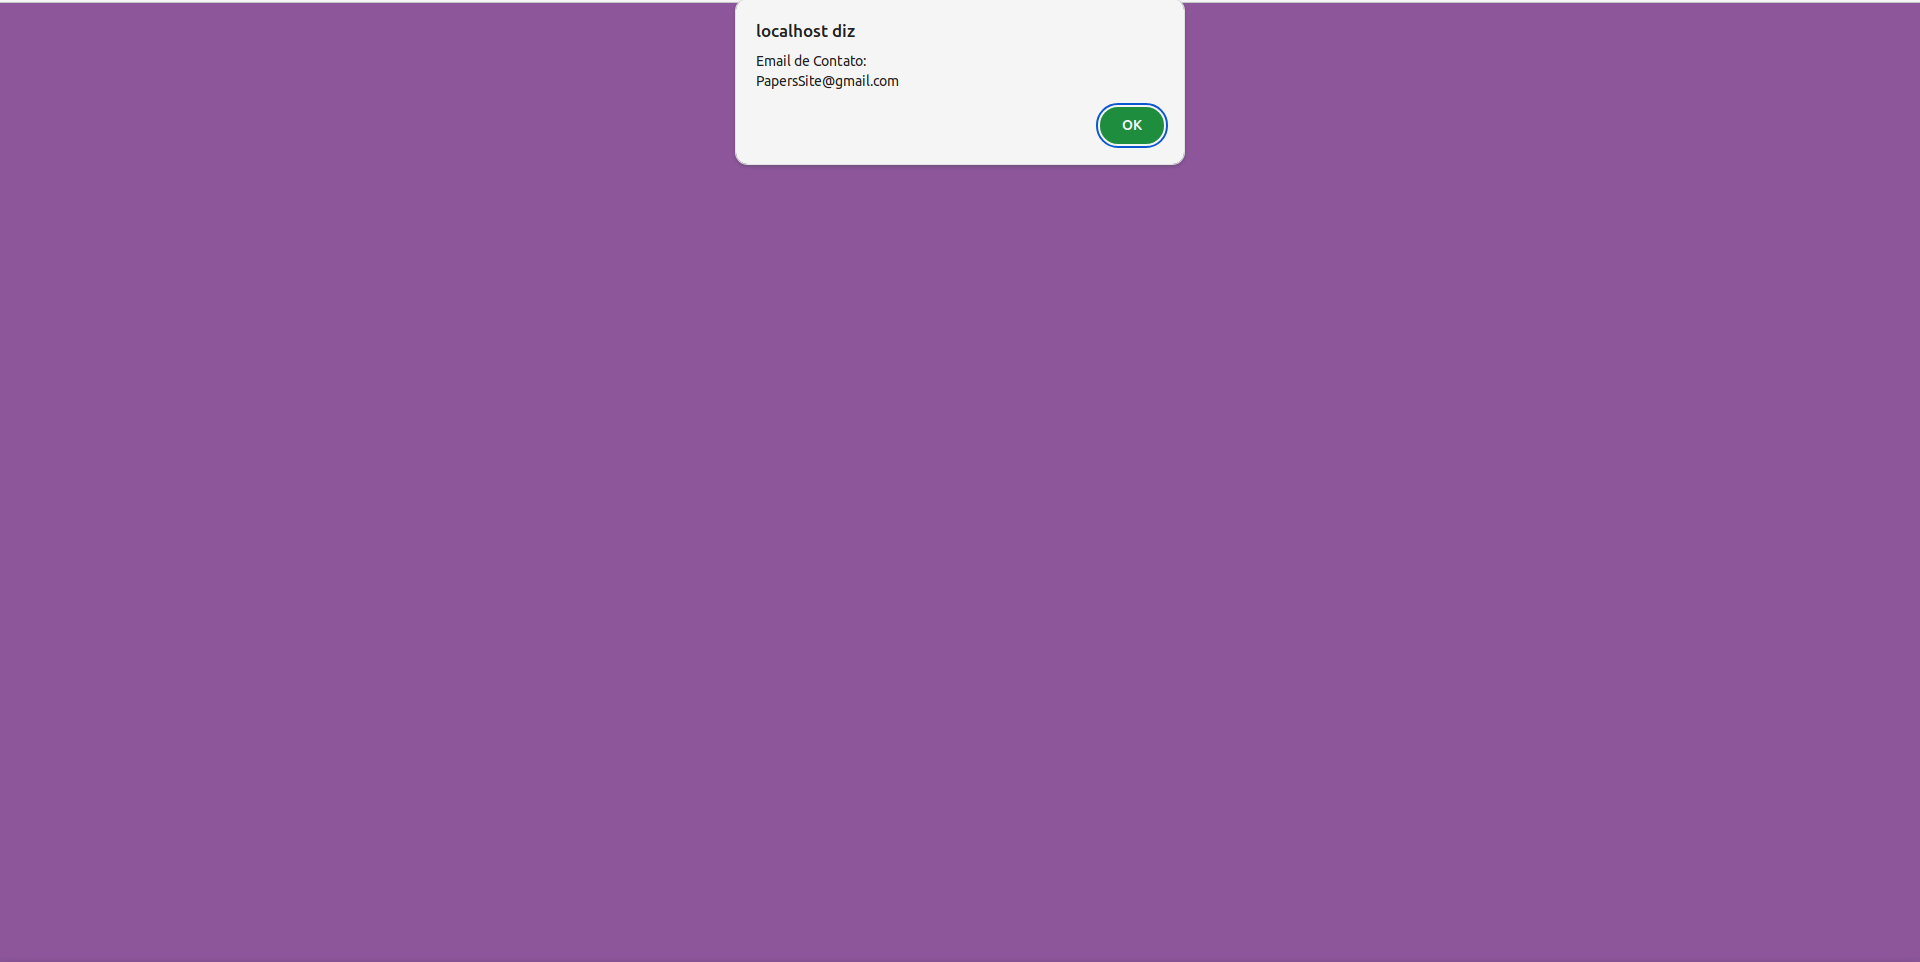 localhost diz
Email de Contato:
PapersSite@gmail.com
OK